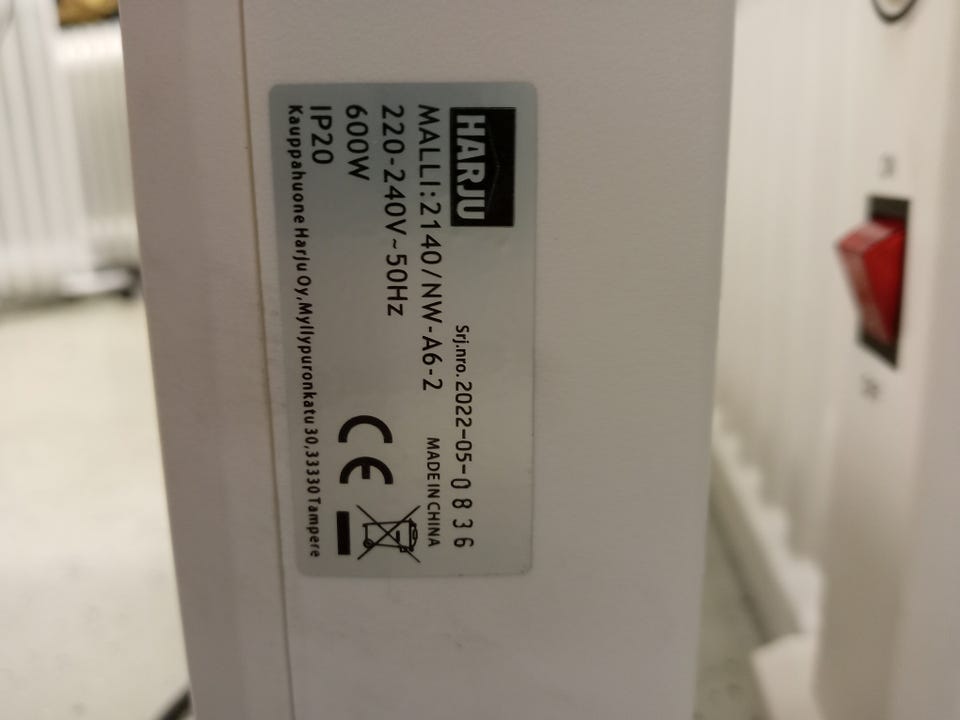 HARJU
Srj.nro. 2022-05-0836
MALLI:2140/NW-A6-2
MADE IN CHINA
220-240V~50Hz
600W
CE
IP20
Kauppahuone Harju Oy,Myllypuronkatu 30,33330 Tampere